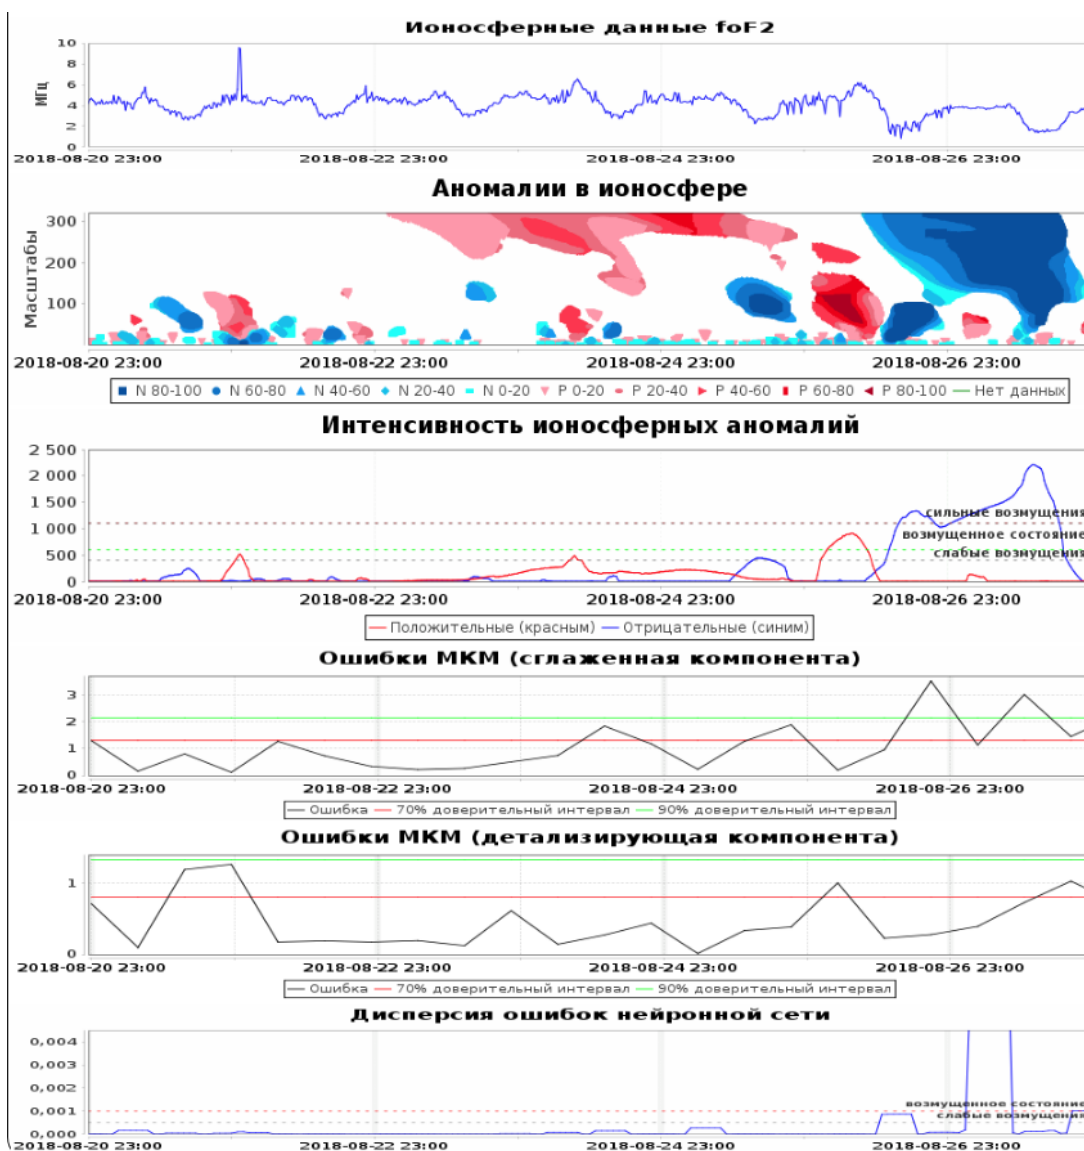 Ионосферные данные foF2
МГц
10
8
6
4
2
0
2018-08-20 23:00 2018-08-22 23:00 2018-08-24 23:00 2018-08-26 23:00
Аномалии в ионосфере
Масштабы
300
200
100
2018-08-20 23:00 2018-08-22 23:00 2018-08-24 23:00 2018-08-26 23:00
N 80-100 N 60-80 N 40-60 N 20-40 N 0-20 P 0-20 P 20-40 P 40-60 P 60-80 P 80-100 Нет данных
Интенсивность ионосферных аномалий
2 500
2 000
1 500
1 000
500
0
сильные возмущения
возмущенное состояние
слабые возмущения
2018-08-20 23:00 2018-08-22 23:00 2018-08-24 23:00 2018-08-26 23:00
Положительные (красным) Отрицательные (синим)
Ошибки МКМ (сглаженная компонента)
3
2
1
0
2018-08-20 23:00 2018-08-22 23:00 2018-08-24 23:00 2018-08-26 23:00
Ошибка 70% доверительный интервал 90% доверительный интервал
Ошибки МКМ (детализирующая компонента)
1
0
2018-08-20 23:00 2018-08-22 23:00 2018-08-24 23:00 2018-08-26 23:00
Ошибка 70% доверительный интервал 90% доверительный интервал
Дисперсия ошибок нейронной сети
0,004
0,003
0,002
0,001
0,000
возмущенное состояние
слабые возмущения
2018-08-20 23:00 2018-08-22 23:00 2018-08-24 23:00 2018-08-26 23:00